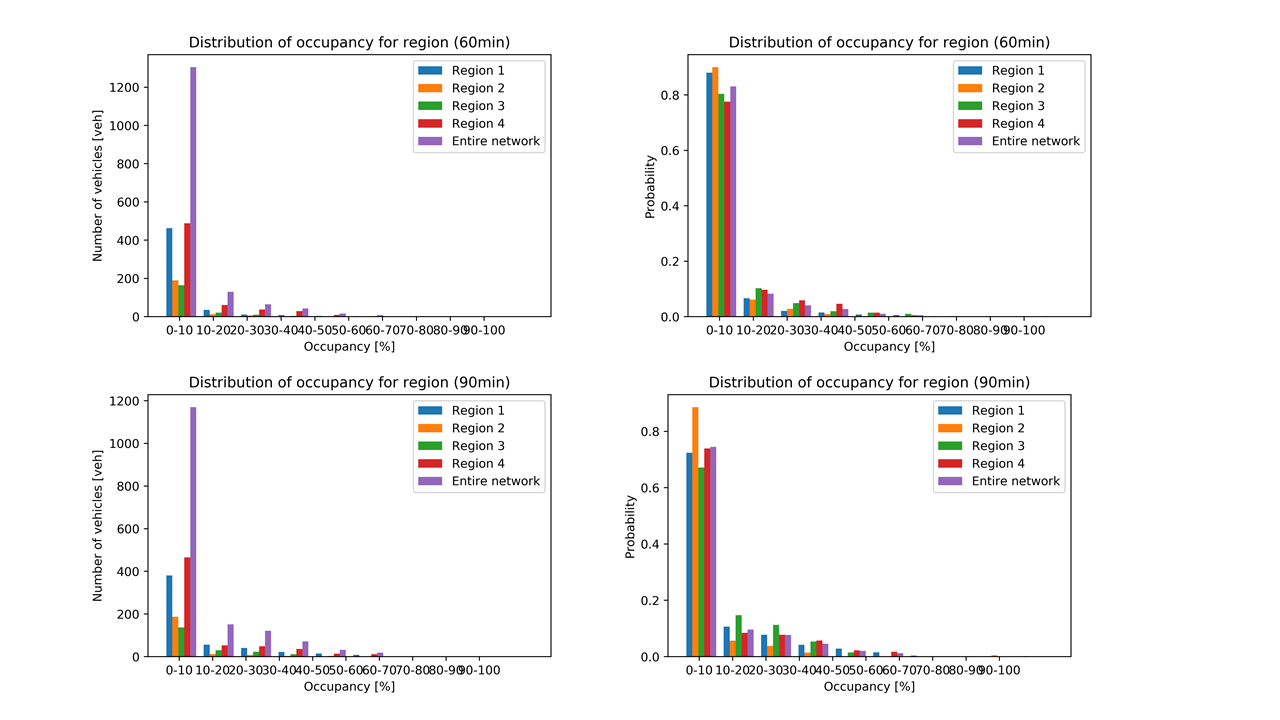 Distribution of occupancy for region (60min)
Number of vehicles [veh]
1200
1000
800
600
400
200
0
Region 1
Region 2
Region 3
Region 4
Entire network
0-10 10-20 20-30 30-40 40-50 50-60 60-70 70-80 80-90 90-100
Occupancy [%]
Distribution of occupancy for region (60min)
Probability
0.8
0.6
0.4
0.2
0.0
Region 1
Region 2
Region 3
Region 4
Entire network
0-10 10-20 20-30 30-40 40-50 50-60 60-70 70-80 80-90 90-100
Occupancy [%]
Distribution of occupancy for region (90min)
Number of vehicles [veh]
1200
1000
800
600
400
200
0
Region 1
Region 2
Region 3
Region 4
Entire network
0-10 10-20 20-30 30-40 40-50 50-60 60-70 70-80 80-90 90-100
Occupancy [%]
Distribution of occupancy for region (90min)
Probability
0.8
0.6
0.4
0.2
0.0
Region 1
Region 2
Region 3
Region 4
Entire network
0-10 10-20 20-30 30-40 40-50 50-60 60-70 70-80 80-90 90-100
Occupancy [%]